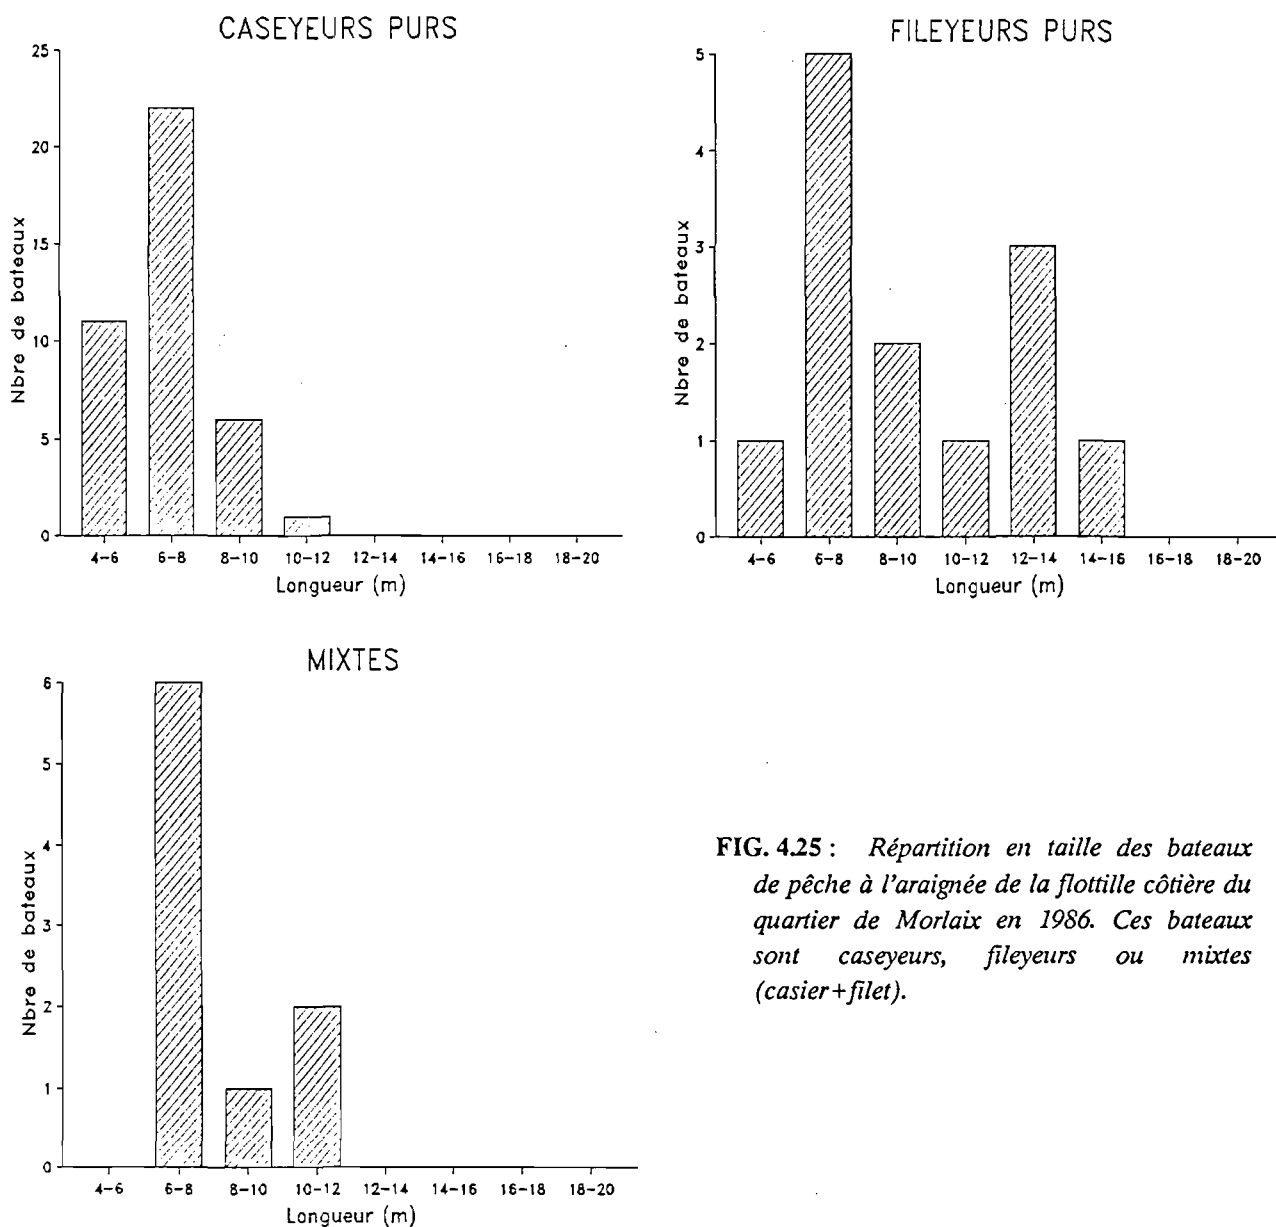 CASEYEURS PURS
25
20
15
10
5
0
Nbre de bateaux
4-6 6-8 8-10 10-12 12-14 14-16 16-18 18-20
Longueur (m)
FILEYEURS PURS
5
4
3
2
1
0
Nbre de bateaux
4-6 6-8 8-10 10-12 12-14 14-16 16-18 18-20
Longueur (m)
MIXTES
6
5
4
3
2
1
0
Nbre de bateaux
4-6 6-8 8-10 10-12 12-14 14-16 16-18 18-20
Longueur (m)
FIG. 4.25 : Répartition en taille des bateaux
de pêche à l'araignée de la flottille côtière du
quartier de Morlaix en 1986. Ces bateaux
sont caseyeurs, fileyeurs ou mixtes
(casier+filet).